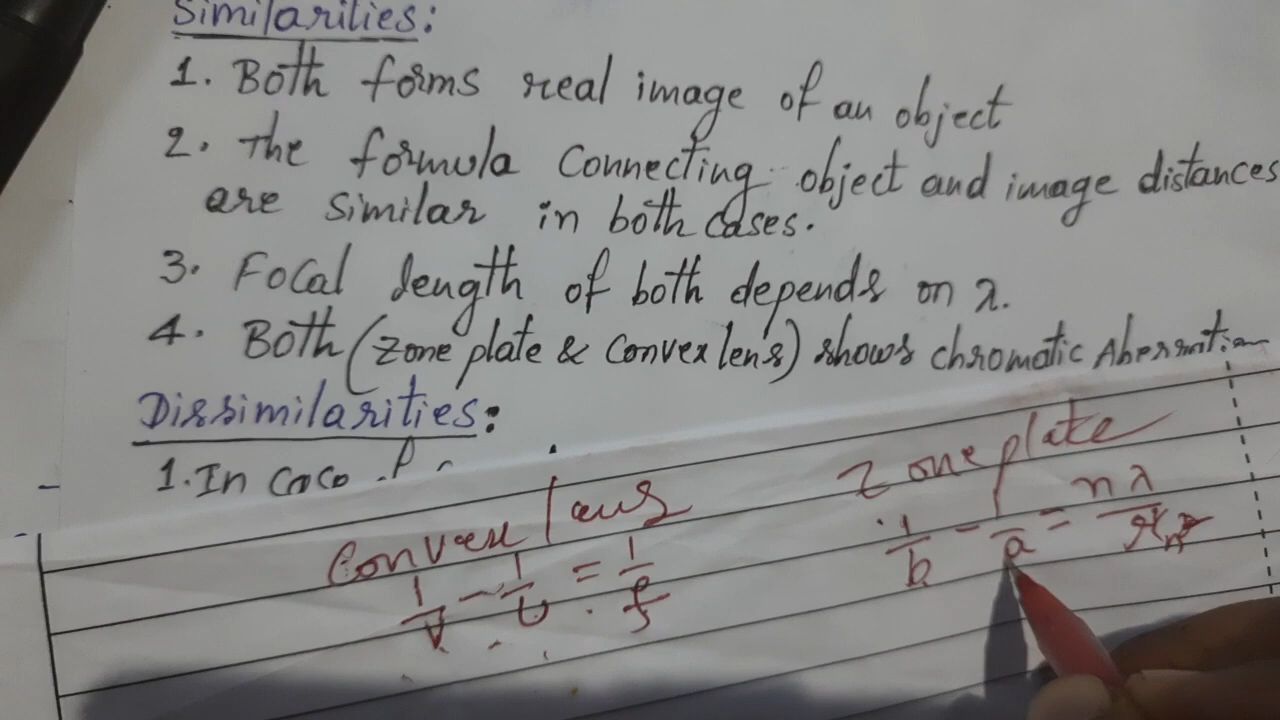 Similarities:
1. Both forms real image of an object
2. The formula connecting object and image distances
are similar in both cases.
3. Focal length of both depends on λ.
4. Both (Zone plate & convex lens) shows chromatic Aberration
Dissimilarities:
1. In
Convex lens
1/v - 1/u = 1/f
Zone plate
1/b - 1/a = nλ/rn²